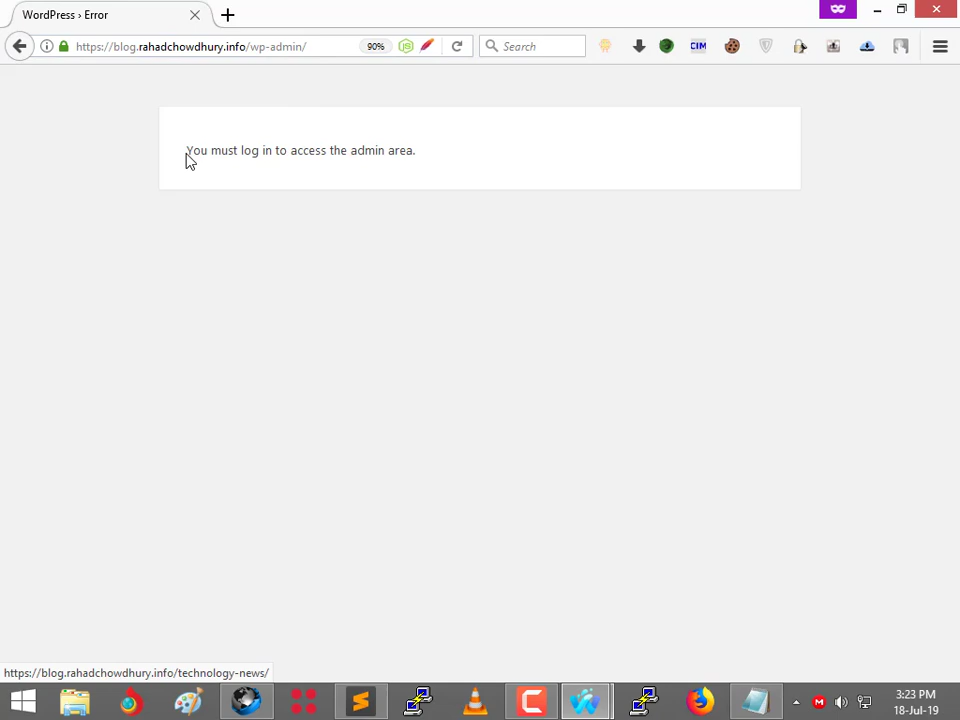 WordPress › Error
https://blog.rahadchowdhury.info/wp-admin/
90%
Search
CIM
You must log in to access the admin area.
https://blog.rahadchowdhury.info/technology-news/
3:23 PM
18-Jul-19